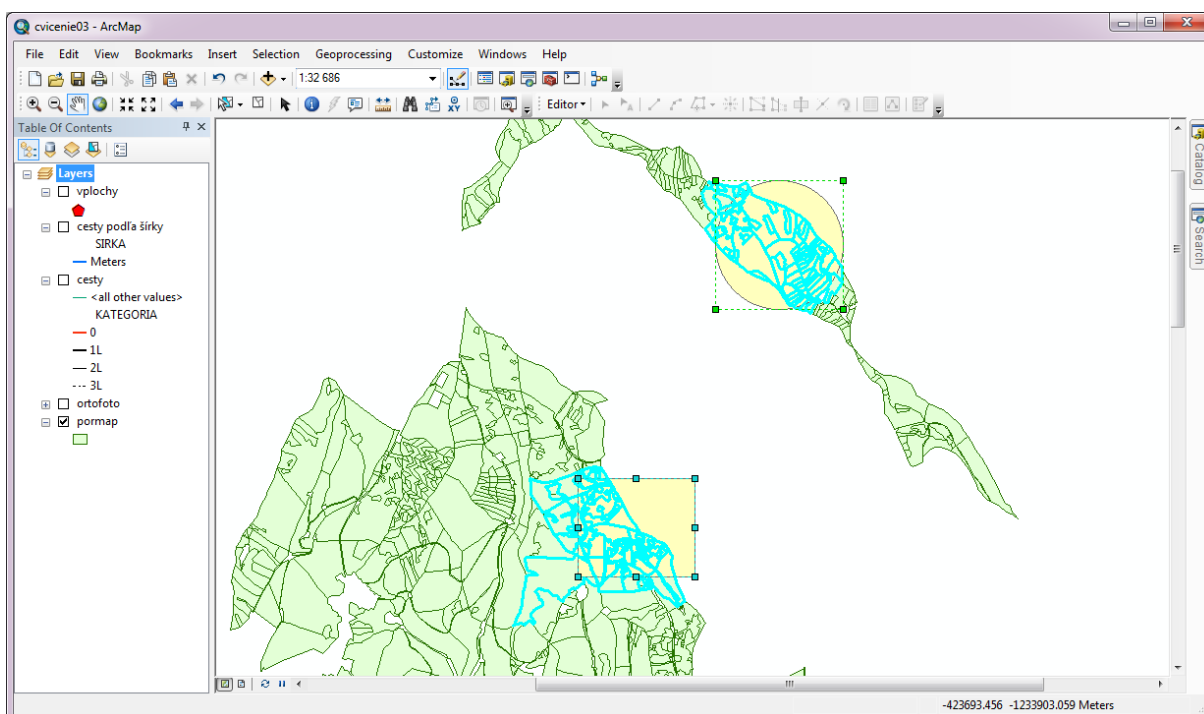 cvicenie03 - ArcMap
File Edit View Bookmarks Insert Selection Geoprocessing Customize Windows Help
1:32 686
Editor
Table Of Contents
Layers
vplochy
cesty podľa šírky
SIRKA
Meters
cesty
<all other values>
KATEGORIA
0
1L
2L
3L
ortofoto
pormap
Catalog
Search
-423693.456 -1233903.059 Meters